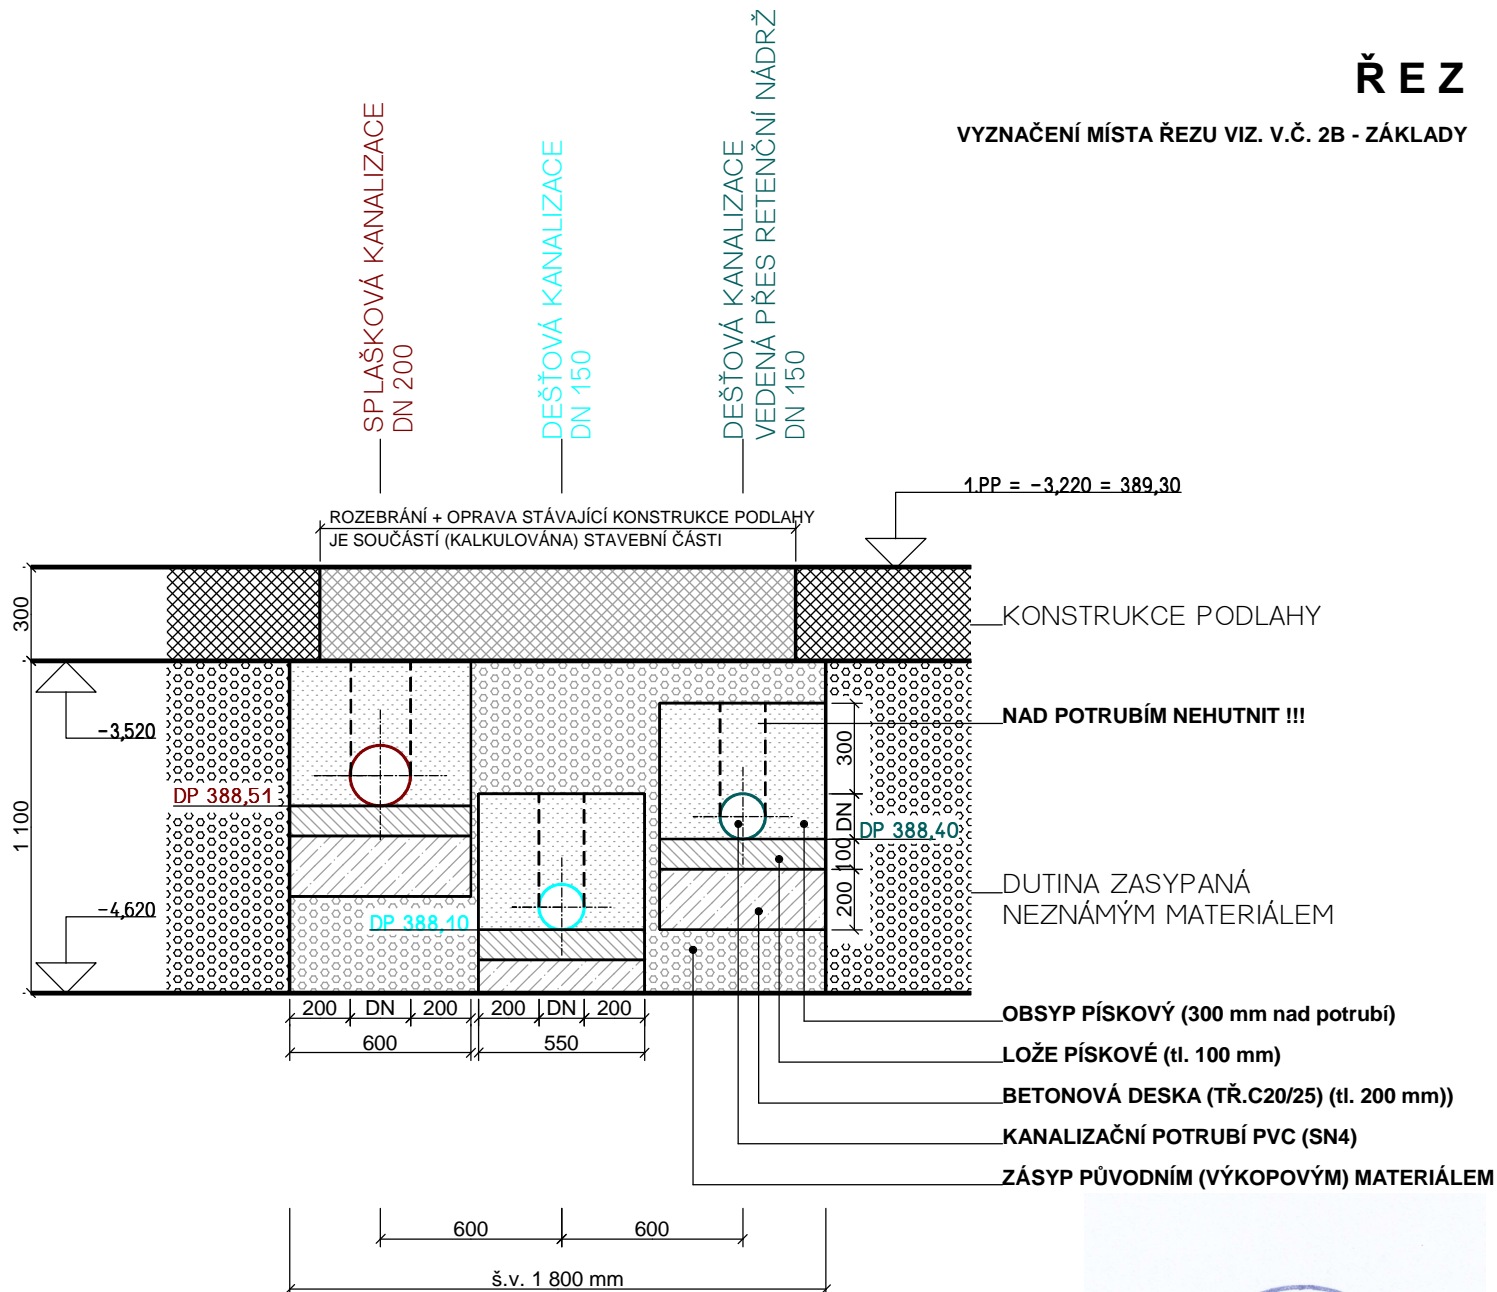 ŘEZ
VYZNAČENÍ MÍSTA ŘEZU VIZ. V.Č. 2B - ZÁKLADY
SPLAŠKOVÁ KANALIZACE
DN 200
DEŠŤOVÁ KANALIZACE
DN 150
DEŠŤOVÁ KANALIZACE
VEDENÁ PŘES RETENČNÍ NÁDRŽ
DN 150
1.PP = -3,220 = 389,30
ROZEBRÁNÍ + OPRAVA STÁVAJÍCÍ KONSTRUKCE PODLAHY
JE SOUČÁSTÍ (KALKULOVÁNA) STAVEBNÍ ČÁSTI
300
KONSTRUKCE PODLAHY
-3,520
NAD POTRUBÍM NEHUTNIT !!!
300
DP 388,51
1 100
DN
DP 388,40
100
200
DUTINA ZASYPANÁ
NEZNÁMÝM MATERIÁLEM
-4,620
DP 388,10
200
DN
200
200
DN
200
600
550
OBSYP PÍSKOVÝ (300 mm nad potrubí)
LOŽE PÍSKOVÉ (tl. 100 mm)
BETONOVÁ DESKA (TŘ.C20/25) (tl. 200 mm))
KANALIZAČNÍ POTRUBÍ PVC (SN4)
ZÁSYP PŮVODNÍM (VÝKOPOVÝM) MATERIÁLEM
600
600
š.v. 1 800 mm